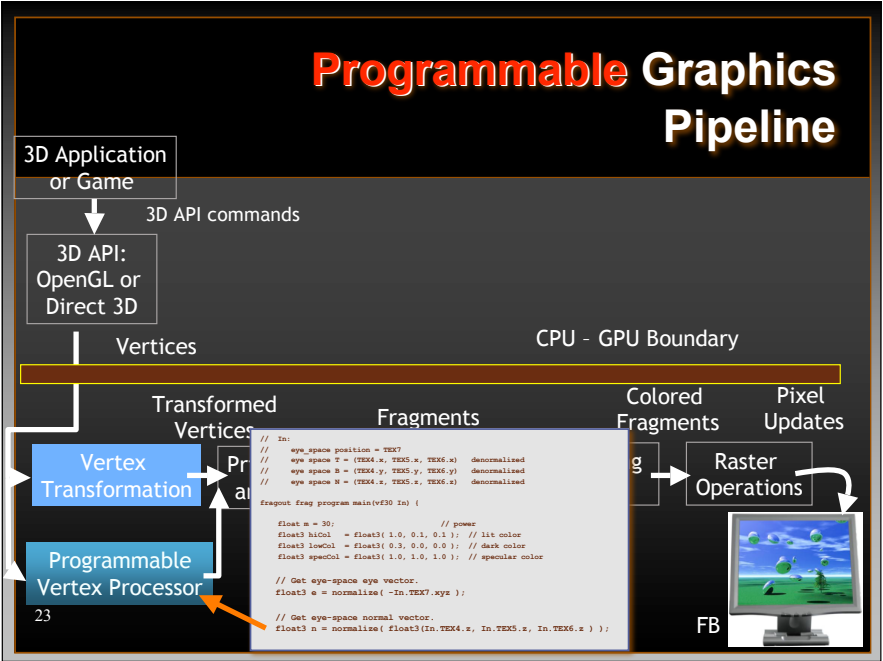 Programmable Graphics
Pipeline
3D Application
or Game
3D API commands
3D API:
OpenGL or
Direct 3D
Vertices
CPU – GPU Boundary
Transformed
Vertices
Fragments
Colored
Fragments
Pixel
Updates
Vertex
Transformation
Raster
Operations
Programmable
Vertex Processor
// In:
// eye_space position = TEX7
// eye space T = (TEX4.x, TEX5.x, TEX6.x) denormalized
// eye space B = (TEX4.y, TEX5.y, TEX6.y) denormalized
// eye space N = (TEX4.z, TEX5.z, TEX6.z) denormalized
fragout frag program main(vf30 In) {
float m = 30; // power
float3 hiCol = float3( 1.0, 0.1, 0.1 ); // lit color
float3 lowCol = float3( 0.3, 0.0, 0.0 ); // dark color
float3 specCol = float3( 1.0, 1.0, 1.0 ); // specular color
// Get eye-space eye vector.
float3 e = normalize( -In.TEX7.xyz );
// Get eye-space normal vector.
float3 n = normalize( float3(In.TEX4.z, In.TEX5.z, In.TEX6.z ) );
23
FB